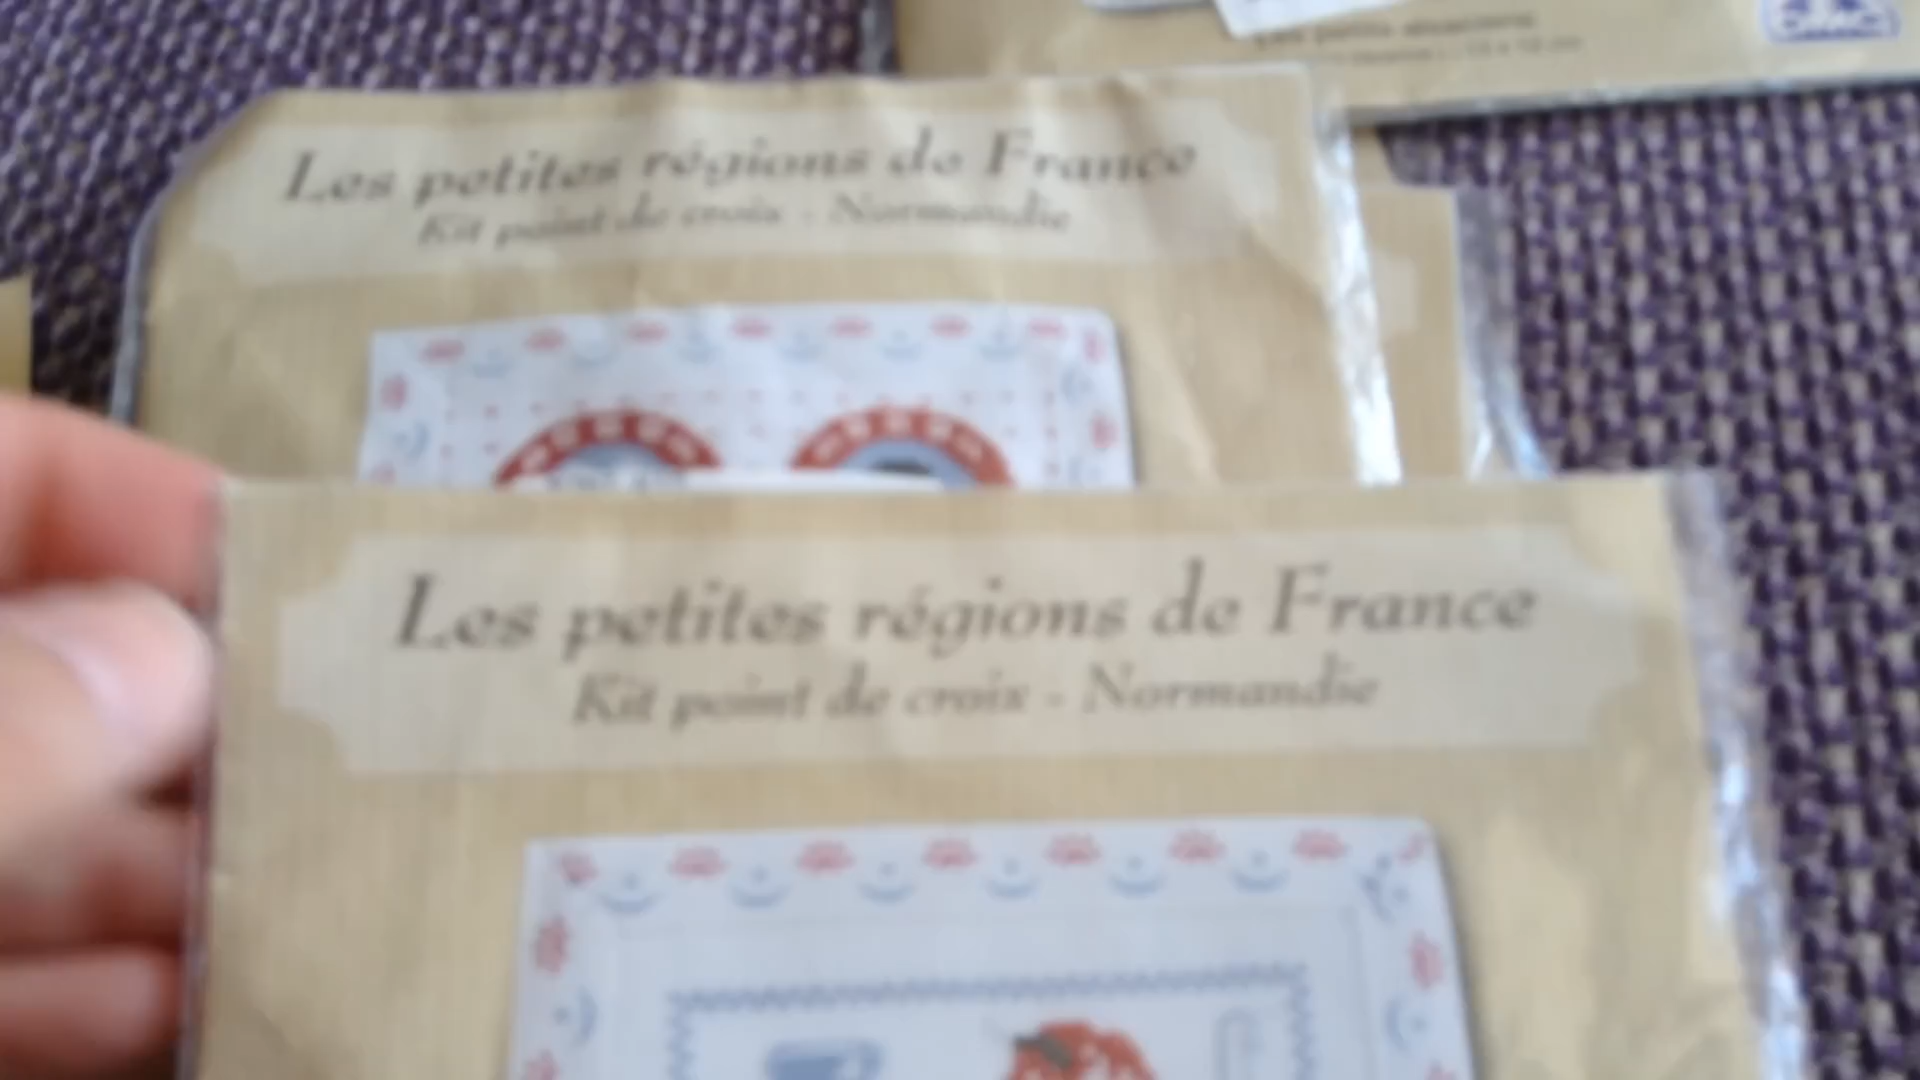 Les petites régions de France
Kit point de croix - Normandie
Les petites régions de France
Kit point de croix - Normandie